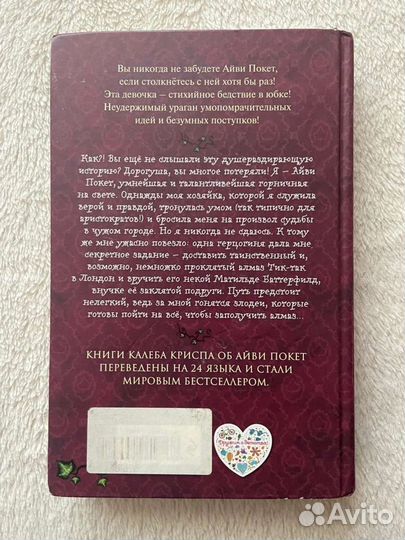 Вы никогда не забудете Айви Покет,
если столкнётесь с ней хотя бы раз!
Эта девочка – стихийное бедствие в юбке!
Неудержимый ураган умопомрачительных
идей и безумных поступков!
Как?! Вы ещё не слышали эту душераздирающую
историю? Дорогуша, вы многое потеряли! Я – Айви
Покет, умнейшая и талантливейшая горничная
на свете. Однажды моя хозяйка, которой я служила
верой и правдой, тронулась умом (так типично для
аристократов!) и бросила меня на произвол судьбы
в чужом городе. Но я никогда не сдаюсь. К тому
же мне ужасно повезло: одна герцогиня дала мне
секретное задание – доставить таинственный и,
возможно, немножко проклятый алмаз Тик-так
в Лондон и вручить его некой Матильде Баттерфилд,
внучке её заклятой подруги. Путь предстоит
нелёгкий, ведь за мной гонятся злодеи, которые
готовы пойти на всё, чтобы заполучить алмаз...
КНИГИ КАЛЕБА КРИСПА ОБ АЙВИ ПОКЕТ
ПЕРЕВЕДЕНЫ НА 24 ЯЗЫКА И СТАЛИ
МИРОВЫМ БЕСТСЕЛЛЕРОМ.
Avito